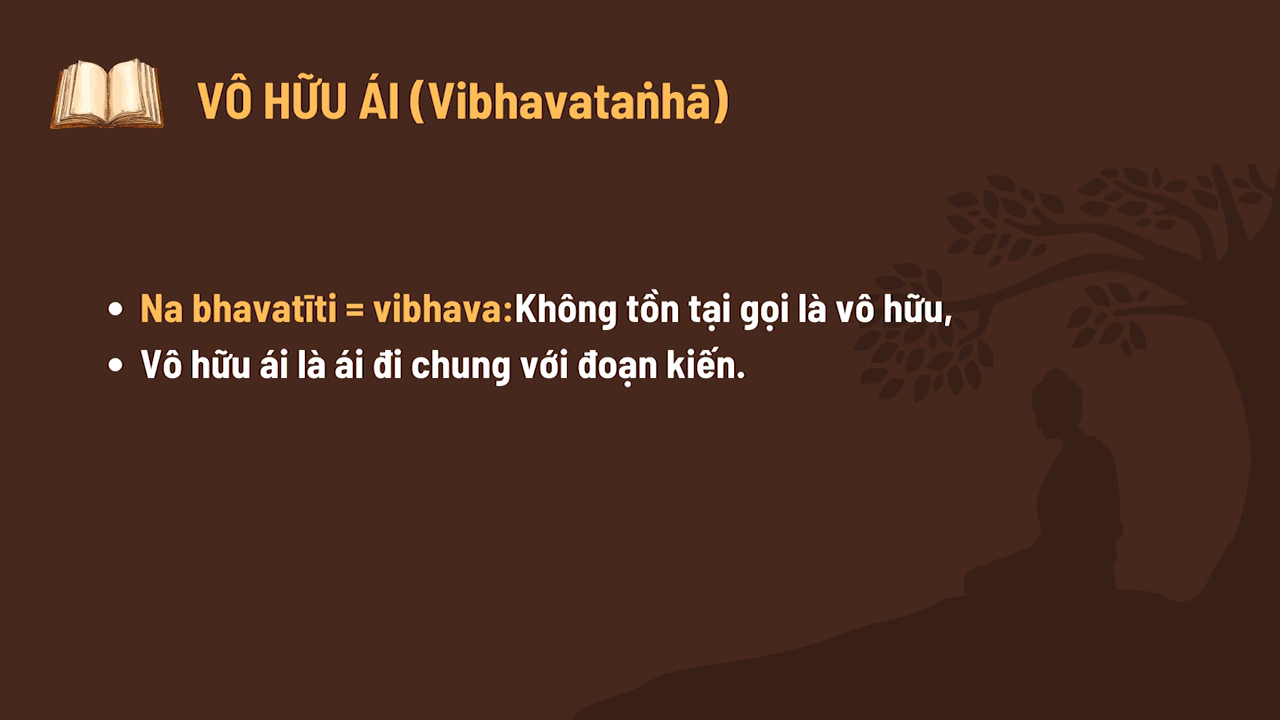 VÔ HỮU ÁI (Vibhavataṅhā)
• Na bhavatīti = vibhava:Không tồn tại gọi là vô hữu,
• Vô hữu ái là ái đi chung với đoạn kiến.